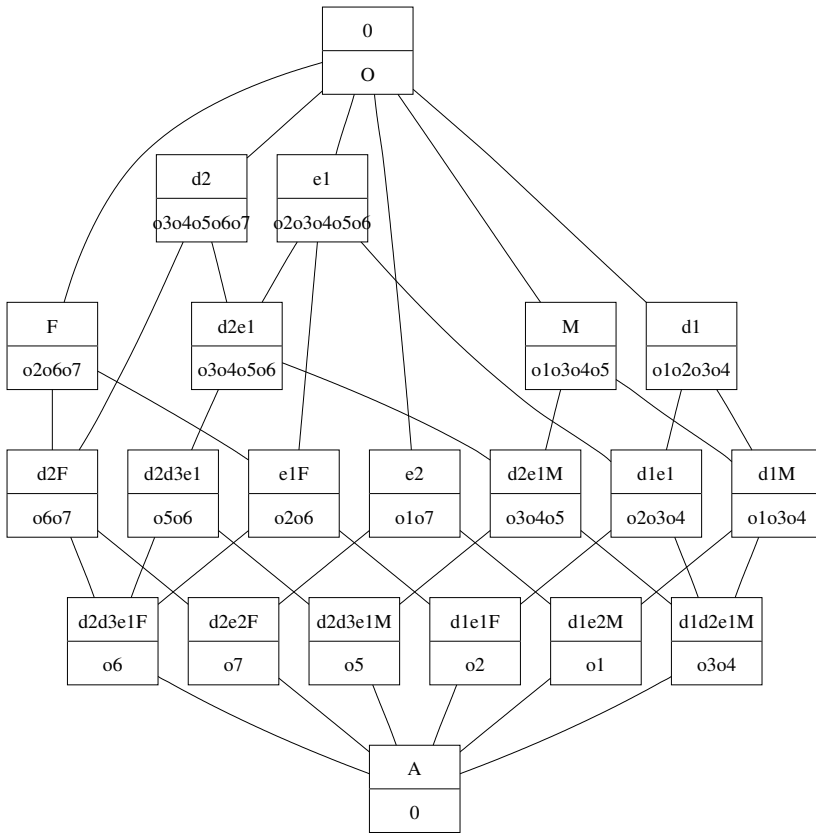 0
O
d2
o3o4o5o6o7
e1
o2o3o4o5o6
F
o2o6o7
d2e1
o3o4o5o6
M
o1o3o4o5
d1
o1o2o3o4
d2F
o6o7
d2d3e1
o5o6
e1F
o2o6
e2
o1o7
d2e1M
o3o4o5
d1e1
o2o3o4
d1M
o1o3o4
d2d3e1F
o6
d2e2F
o7
d2d3e1M
o5
d1e1F
o2
d1e2M
o1
d1d2e1M
o3o4
A
0